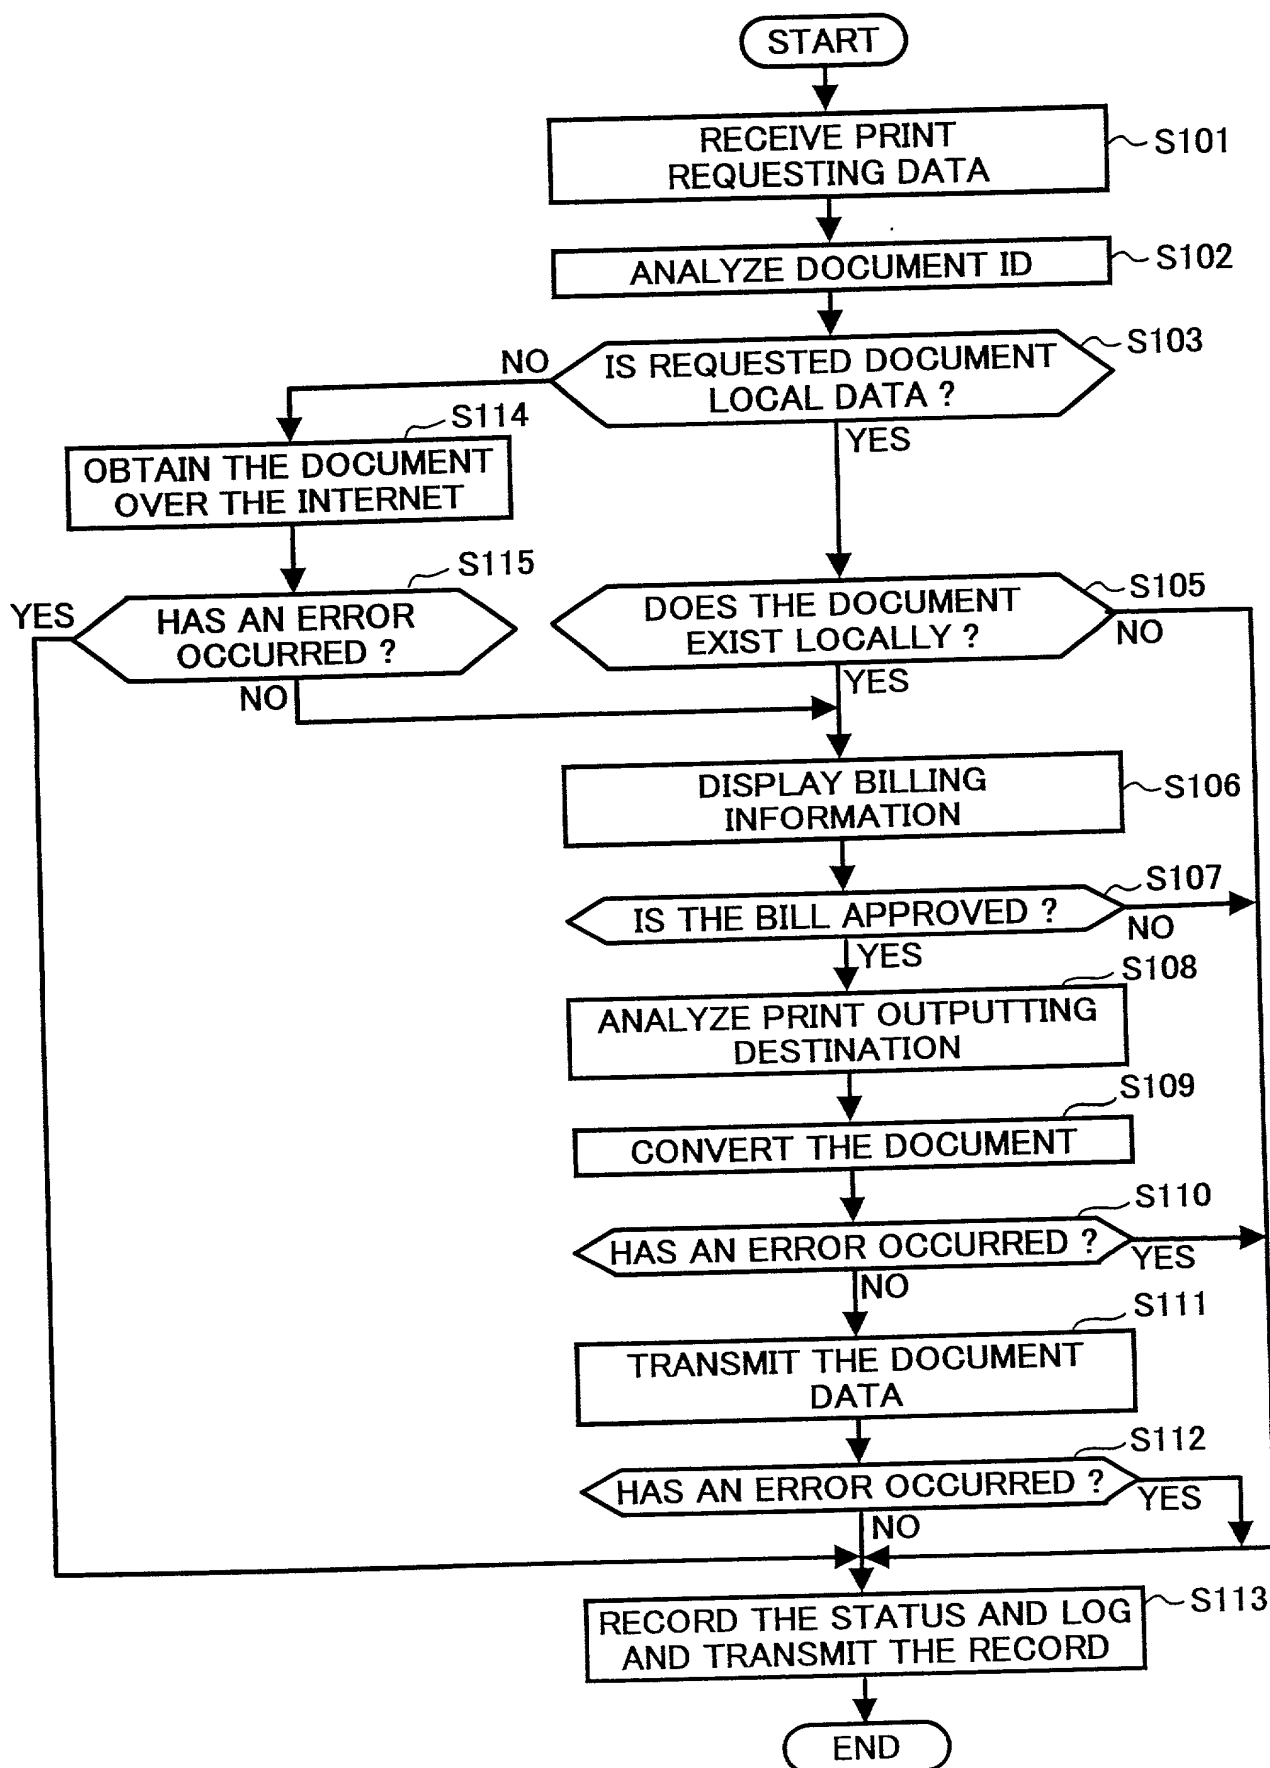 START
RECEIVE PRINT
REQUESTING DATA
S101
ANALYZE DOCUMENT ID
S102
IS REQUESTED DOCUMENT
LOCAL DATA ?
S103
NO
YES
S114
OBTAIN THE DOCUMENT
OVER THE INTERNET
S115
HAS AN ERROR
OCCURRED ?
YES
NO
DOES THE DOCUMENT
EXIST LOCALLY ?
S105
NO
YES
DISPLAY BILLING
INFORMATION
S106
IS THE BILL APPROVED ?
S107
NO
YES
S108
ANALYZE PRINT OUTPUTTING
DESTINATION
S109
CONVERT THE DOCUMENT
S110
HAS AN ERROR OCCURRED ?
YES
NO
S111
TRANSMIT THE DOCUMENT
DATA
S112
HAS AN ERROR OCCURRED ?
YES
NO
RECORD THE STATUS AND LOG
AND TRANSMIT THE RECORD
S113
END